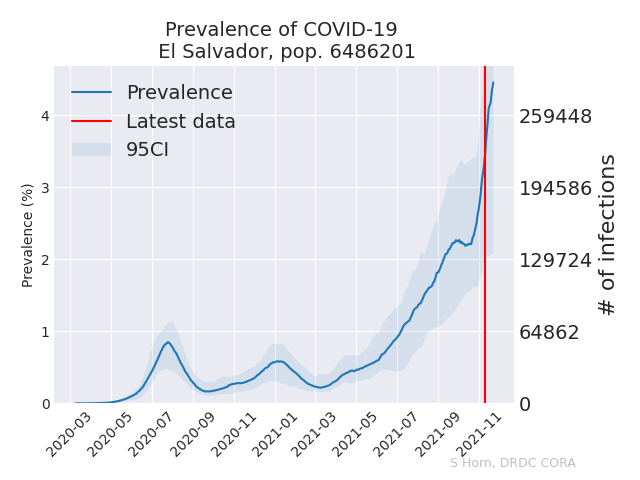 Prevalence of COVID-19
El Salvador, pop. 6486201
Prevalence
Latest data
95CI
Prevalence (%)
4
3
2
1
0
259448
194586
129724
64862
0
# of infections
2020-03
2020-05
2020-07
2020-09
2020-11
2021-01
2021-03
2021-05
2021-07
2021-09
2021-11
S Horn, DRDC CORA